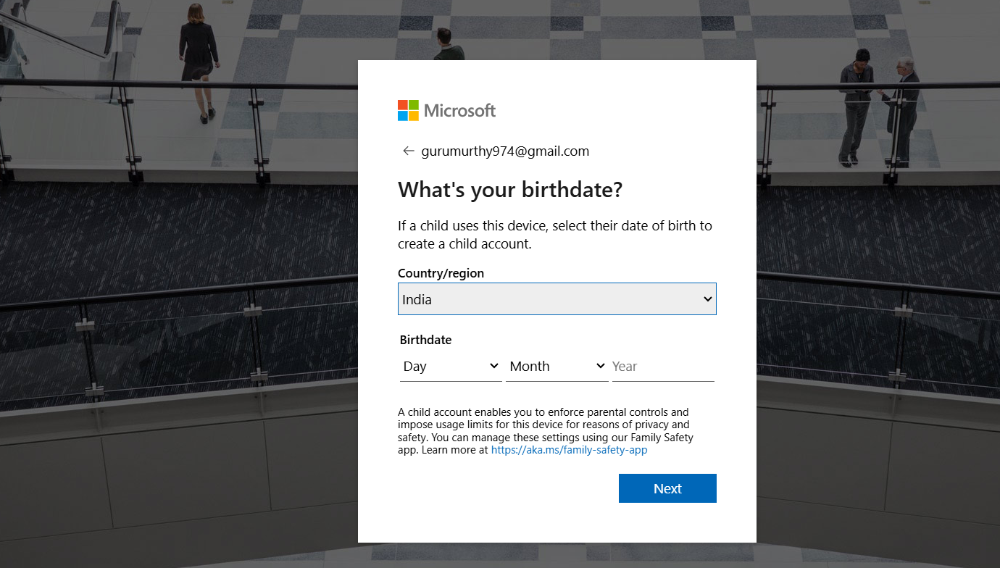 Microsoft
gurumurthy974@gmail.com
What's your birthdate?
If a child uses this device, select their date of birth to
create a child account.
Country/region
India
Birthdate
Day Month Year
A child account enables you to enforce parental controls and
impose usage limits for this device for reasons of privacy and
safety. You can manage these settings using our Family Safety
app. Learn more at https://aka.ms/family-safety-app
Next